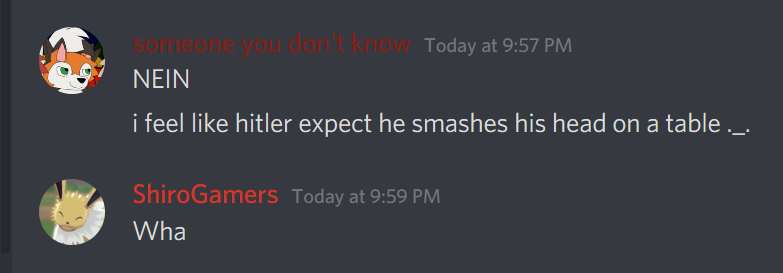 someone you don't know Today at 9:57 PM
NEIN
i feel like hitler expect he smashes his head on a table ._.
ShiroGamers Today at 9:59 PM
Wha